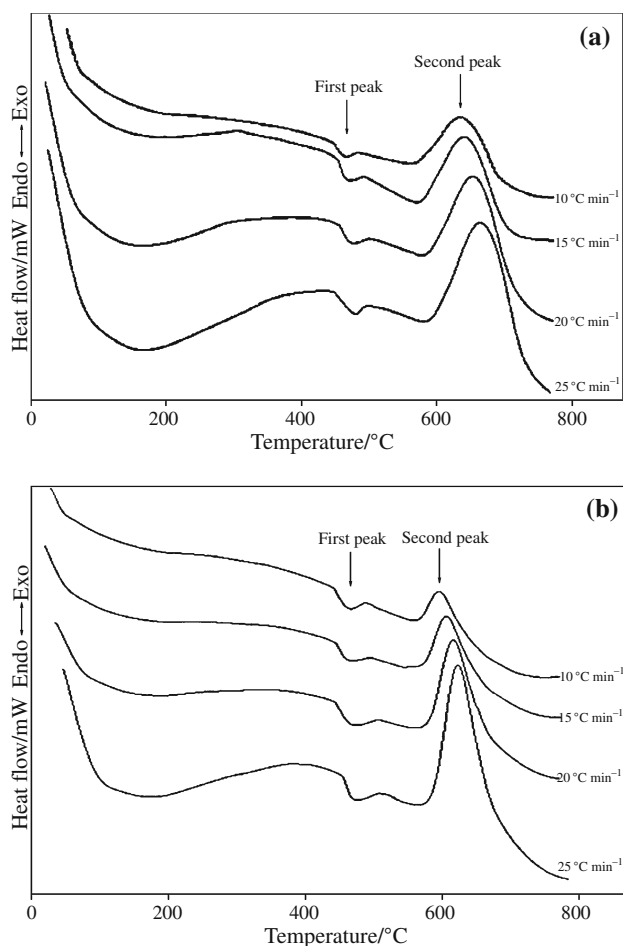 (a)
Second peak
First peak
Heat flow/mW Endo ⟷ Exo
10 °C min⁻¹
15 °C min⁻¹
20 °C min⁻¹
25 °C min⁻¹
0 200 400 600 800
Temperature/°C
(b)
First peak Second peak
Heat flow/mW Endo ⟷ Exo
10 °C min⁻¹
15 °C min⁻¹
20 °C min⁻¹
25 °C min⁻¹
0 200 400 600 800
Temperature/°C